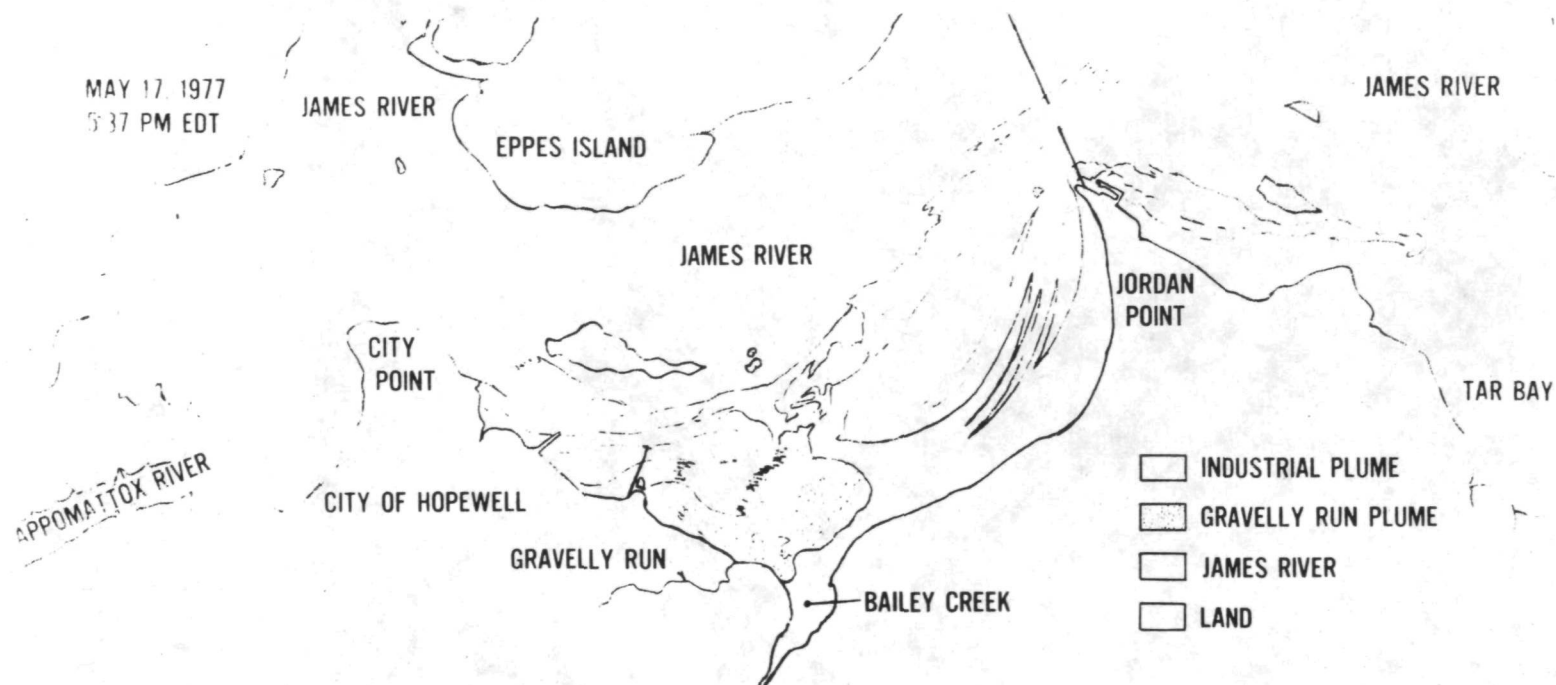 MAY 17, 1977
5:37 PM EDT
JAMES RIVER
EPPES ISLAND
JAMES RIVER
JAMES RIVER
JORDAN
POINT
CITY
POINT
TAR BAY
APPOMATTOX RIVER
CITY OF HOPEWELL
GRAVELLY RUN
BAILEY CREEK
INDUSTRIAL PLUME
GRAVELLY RUN PLUME
JAMES RIVER
LAND